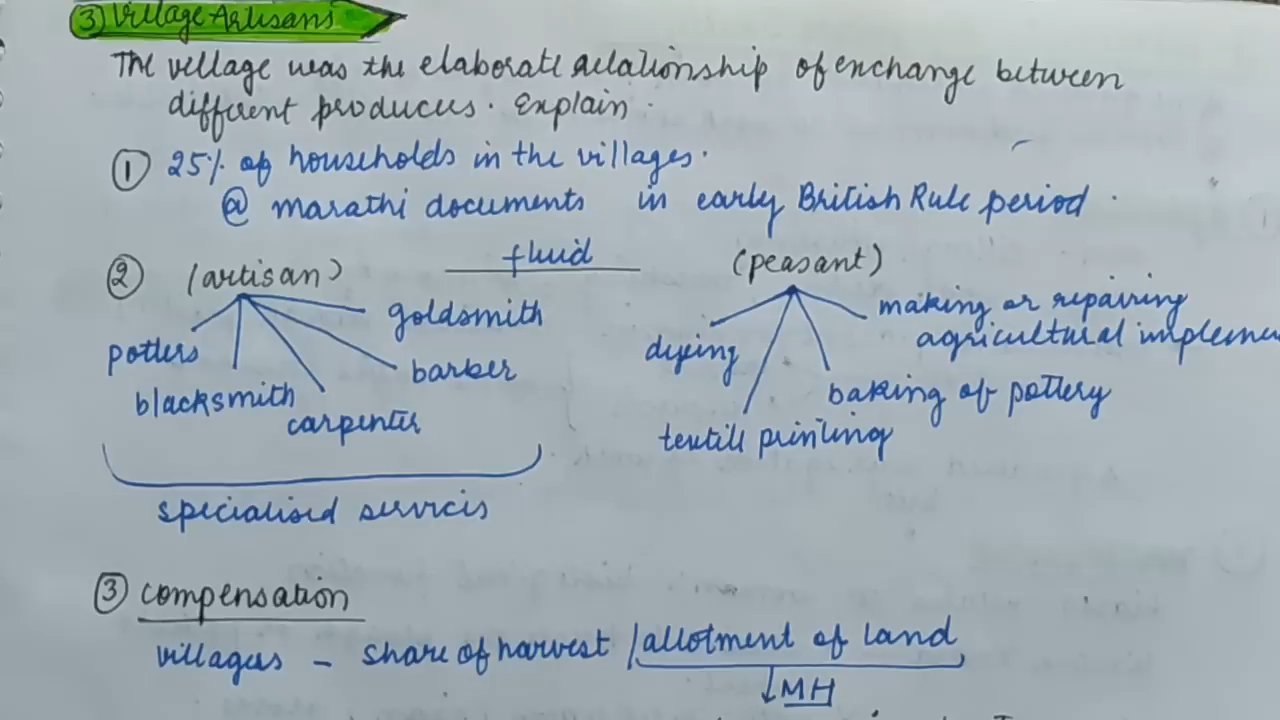 ③ Village Artisans
The village was the elaborate relationship of exchange between
different producers. Explain.
① 25% of households in the villages.
@ marathi documents in early British Rule period.
② (artisan) fluid (peasant)
goldsmith
making or repairing
agricultural implemen
potters
dyeing
barber
blacksmith
baking of pottery
carpenter
textile printing
specialised services
③ compensation
villagers - share of harvest / allotment of land
↓ MH